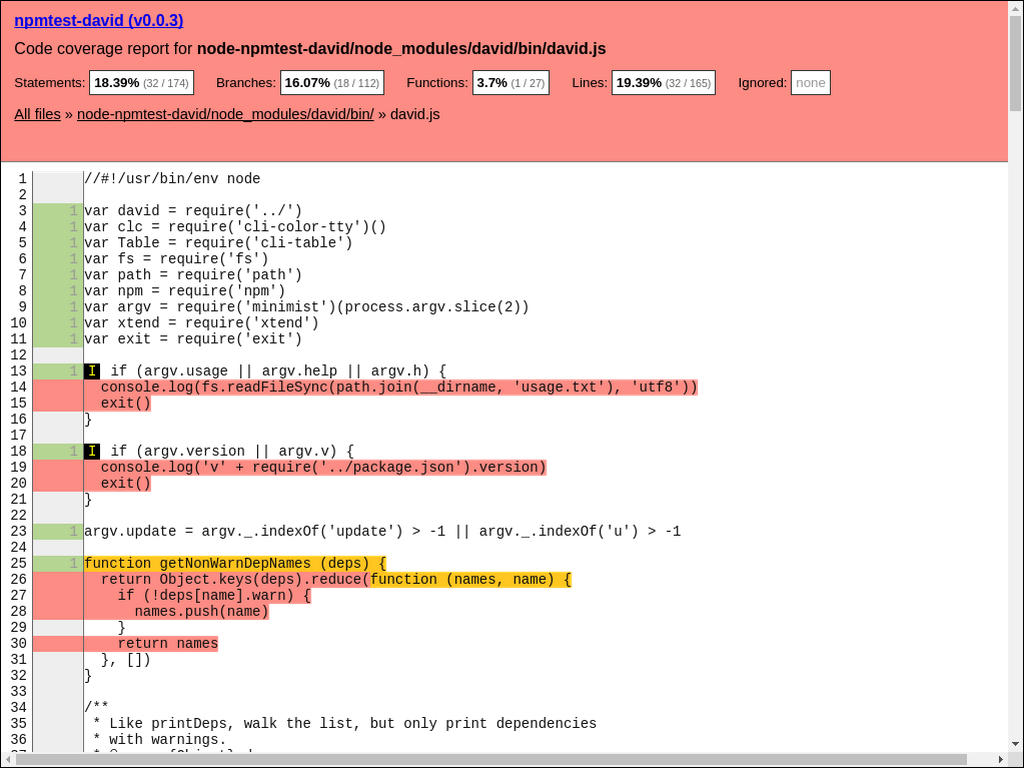 npmtest-david (v0.0.3)
Code coverage report for node-npmtest-david/node_modules/david/bin/david.js
Statements: 18.39% (32 / 174) Branches: 16.07% (18 / 112) Functions: 3.7% (1 / 27) Lines: 19.39% (32 / 165) Ignored: none
All files » node-npmtest-david/node_modules/david/bin/ » david.js
1 //#!/usr/bin/env node
2
3 1 var david = require('../')
4 1 var clc = require('cli-color-tty')()
5 1 var Table = require('cli-table')
6 1 var fs = require('fs')
7 1 var path = require('path')
8 1 var npm = require('npm')
9 1 var argv = require('minimist')(process.argv.slice(2))
10 1 var xtend = require('xtend')
11 1 var exit = require('exit')
12
13 1 I if (argv.usage || argv.help || argv.h) {
14 console.log(fs.readFileSync(path.join(__dirname, 'usage.txt'), 'utf8'))
15 exit()
16 }
17
18 1 I if (argv.version || argv.v) {
19 console.log('v' + require('../package.json').version)
20 exit()
21 }
22
23 1 argv.update = argv._.indexOf('update') > -1 || argv._.indexOf('u') > -1
24
25 1 function getNonWarnDepNames (deps) {
26 return Object.keys(deps).reduce(function (names, name) {
27 if (!deps[name].warn) {
28 names.push(name)
29 }
30 return names
31 }, [])
32 }
33
34 /**
35 * Like printDeps, walk the list, but only print dependencies
36 * with warnings.